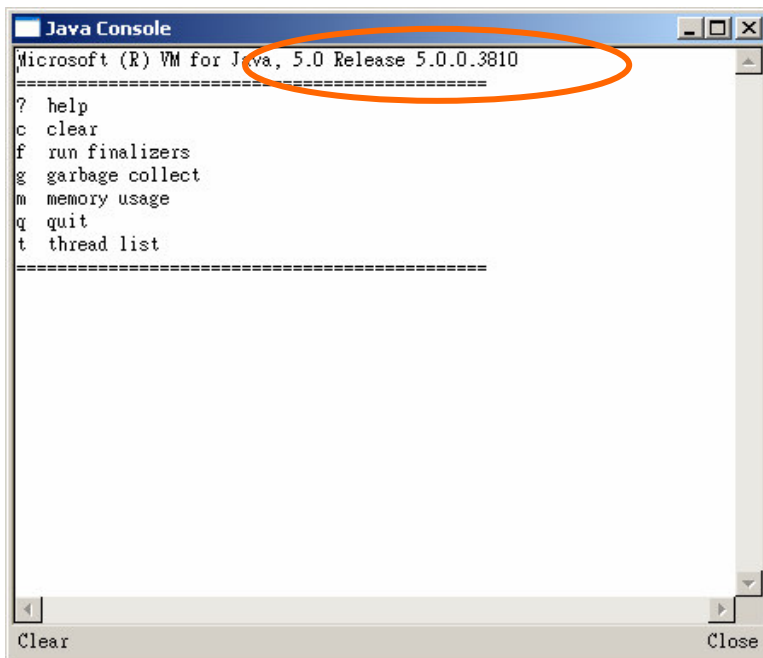 Java Console
Microsoft (R) VM for Java, 5.0 Release 5.0.0.3810
==============================================
? help
c clear
f run finalizers
g garbage collect
m memory usage
q quit
t thread list
==============================================
Clear Close